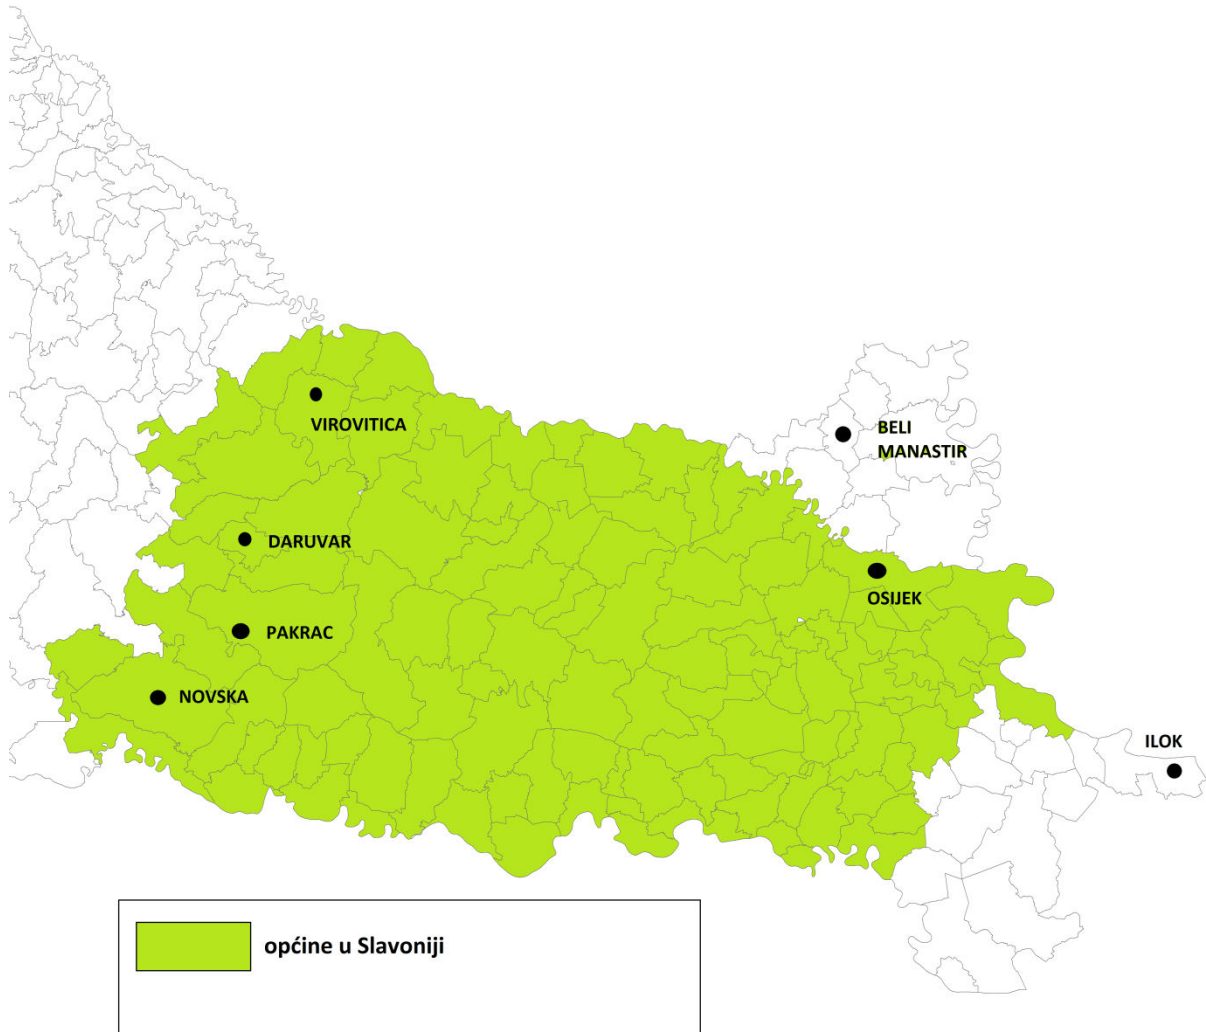 VIROVITICA
BELI
MANASTIR
DARUVAR
OSIJEK
PAKRAC
NOVSKA
ILOK
općine u Slavoniji